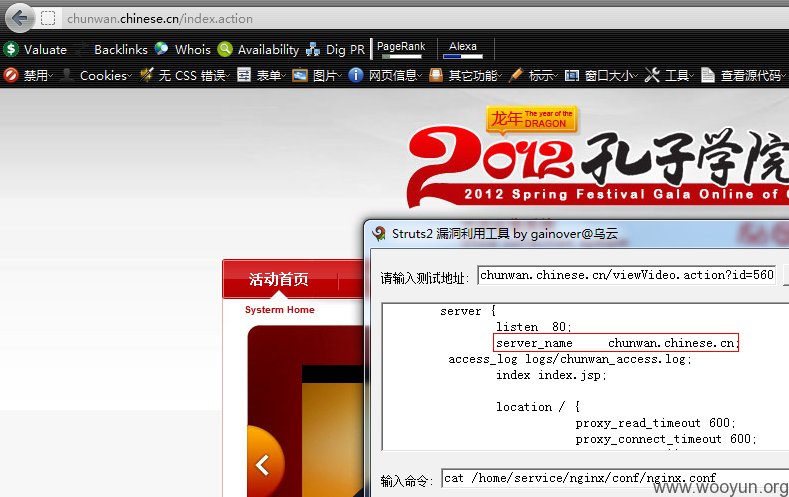 chunwan.chinese.cn/index.action
Valuate Backlinks Whois Availability Dig PR PageRank Alexa
禁用 Cookies 无 CSS 错误 表单 图片 网页信息 其它功能 标示 窗口大小 工具 查看源代码
龙年 The year of the DRAGON
2012孔子学院
2012 Spring Festival Gala Online of
Struts2 漏洞利用工具 by gainover@乌云
请输入测试地址: chunwan.chinese.cn/viewVideo.action?id=560
活动首页
Systerm Home
server {
listen 80;
server_name chunwan.chinese.cn;
access_log logs/chunwan_access.log;
index index.jsp;
location / {
proxy_read_timeout 600;
proxy_connect_timeout 600;
输入命令: cat /home/service/nginx/conf/nginx.conf
www.wooyun.org